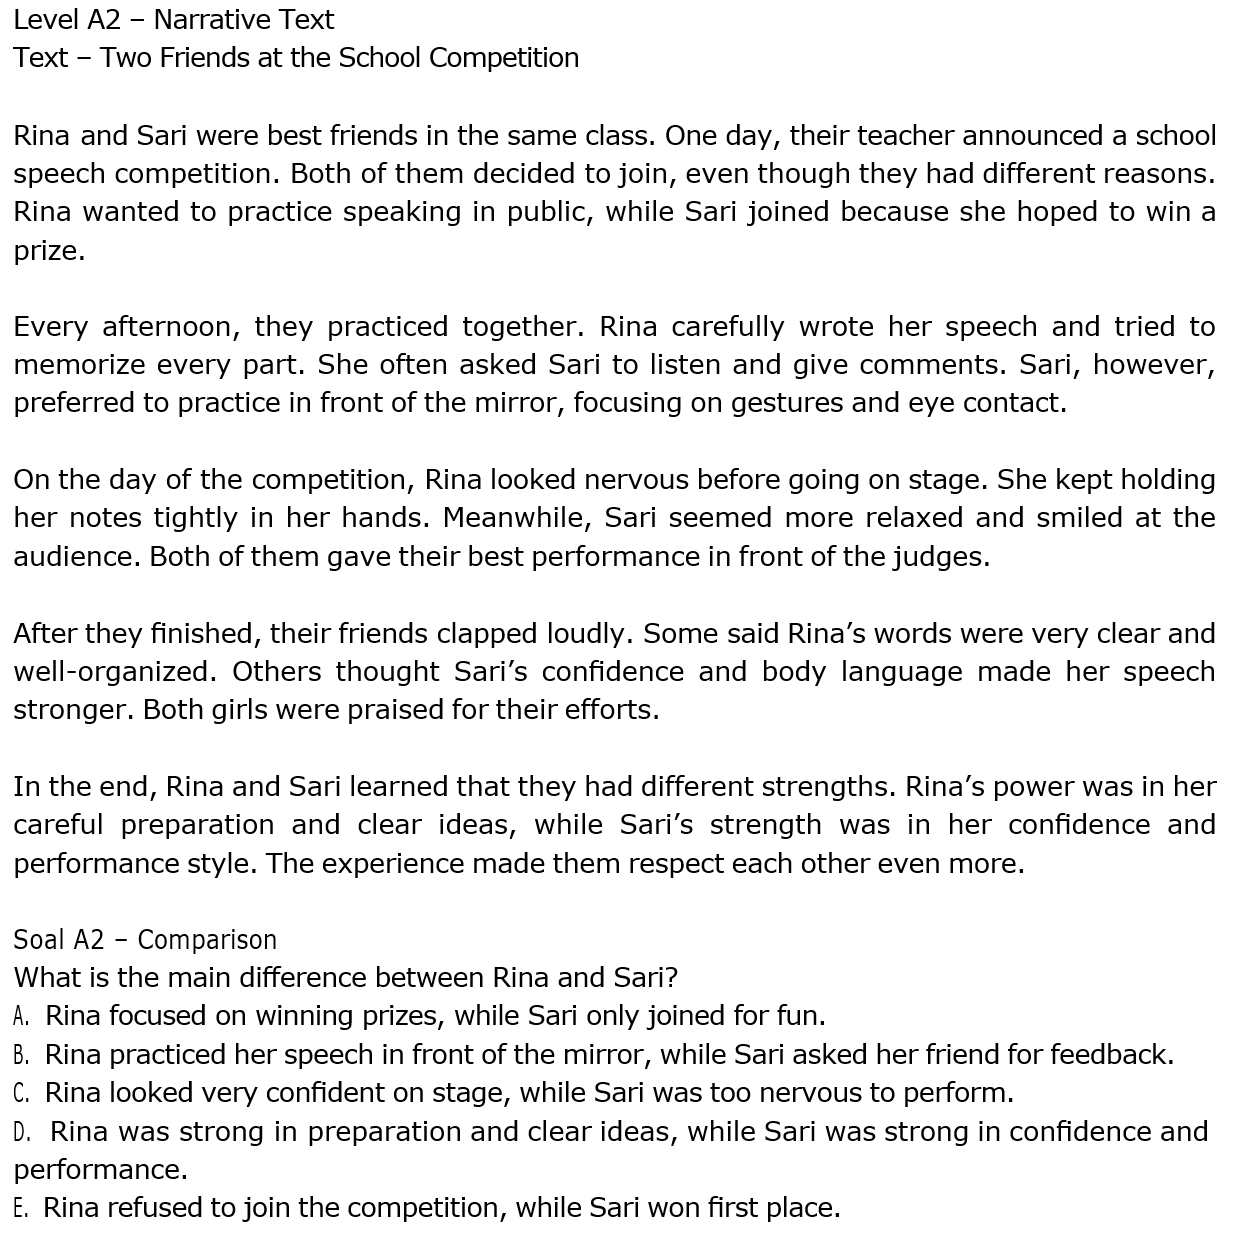 Level A2 – Narrative Text
Text – Two Friends at the School Competition
Rina and Sari were best friends in the same class. One day, their teacher announced a school
speech competition. Both of them decided to join, even though they had different reasons.
Rina wanted to practice speaking in public, while Sari joined because she hoped to win a
prize.
Every afternoon, they practiced together. Rina carefully wrote her speech and tried to
memorize every part. She often asked Sari to listen and give comments. Sari, however,
preferred to practice in front of the mirror, focusing on gestures and eye contact.
On the day of the competition, Rina looked nervous before going on stage. She kept holding
her notes tightly in her hands. Meanwhile, Sari seemed more relaxed and smiled at the
audience. Both of them gave their best performance in front of the judges.
After they finished, their friends clapped loudly. Some said Rina’s words were very clear and
well-organized. Others thought Sari’s confidence and body language made her speech
stronger. Both girls were praised for their efforts.
In the end, Rina and Sari learned that they had different strengths. Rina’s power was in her
careful preparation and clear ideas, while Sari’s strength was in her confidence and
performance style. The experience made them respect each other even more.
Soal A2 – Comparison
What is the main difference between Rina and Sari?
A. Rina focused on winning prizes, while Sari only joined for fun.
B. Rina practiced her speech in front of the mirror, while Sari asked her friend for feedback.
C. Rina looked very confident on stage, while Sari was too nervous to perform.
D. Rina was strong in preparation and clear ideas, while Sari was strong in confidence and
performance.
E. Rina refused to join the competition, while Sari won first place.